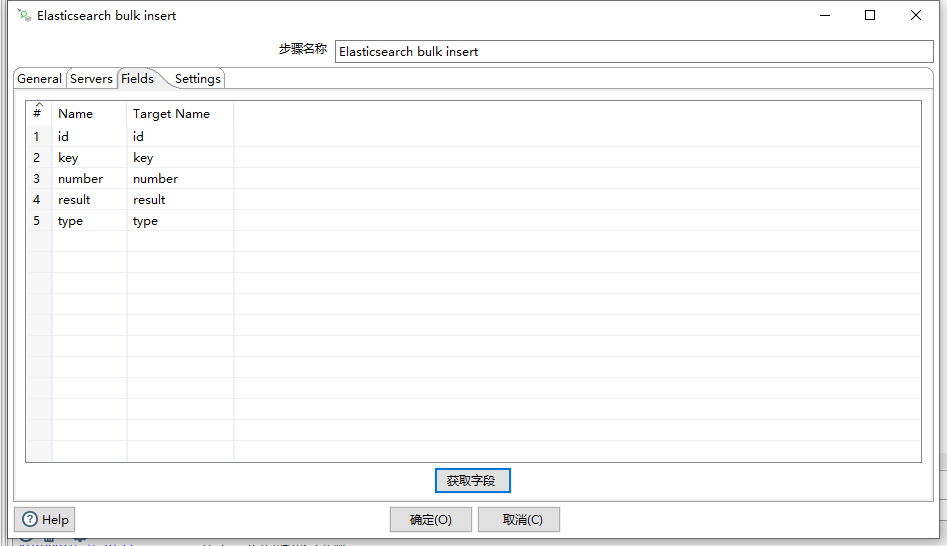 Elasticsearch bulk insert
步骤名称 Elasticsearch bulk insert
General Servers Fields Settings
# Name Target Name
1 id id
2 key key
3 number number
4 result result
5 type type
获取字段
Help 确定(O) 取消(C)